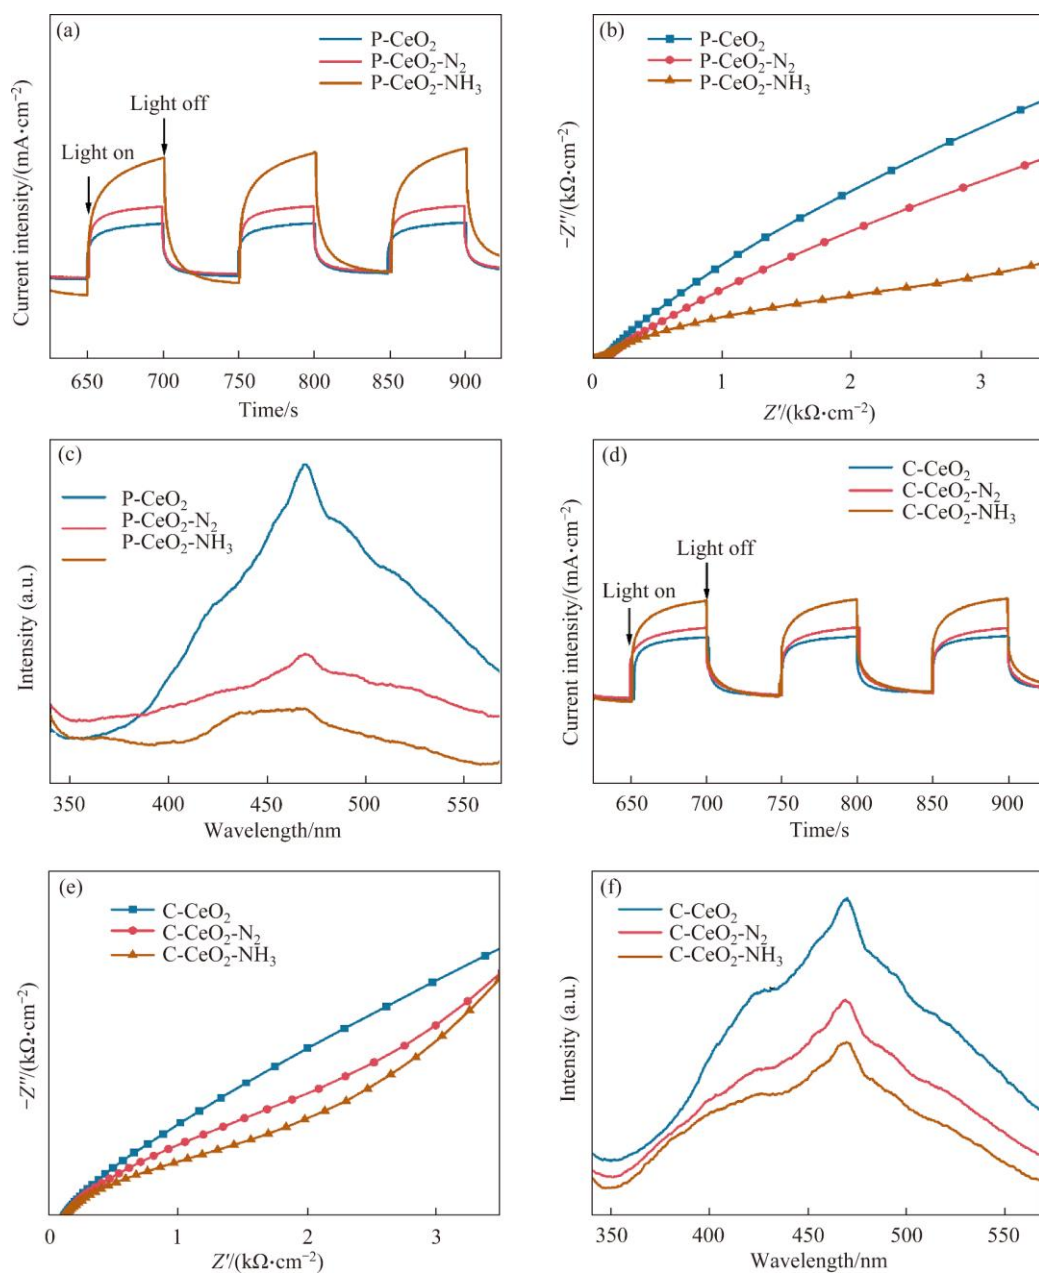 (a)
P-CeO₂
P-CeO₂-N₂
P-CeO₂-NH₃
Light off
Light on
Current intensity/(mA·cm⁻²)
650 700 750 800 850 900
Time/s
(b)
P-CeO₂
P-CeO₂-N₂
P-CeO₂-NH₃
−Z″/(kΩ·cm⁻²)
0 1 2 3
Z′/(kΩ·cm⁻²)
(c)
P-CeO₂
P-CeO₂-N₂
P-CeO₂-NH₃
Intensity (a.u.)
350 400 450 500 550
Wavelength/nm
(d)
C-CeO₂
C-CeO₂-N₂
C-CeO₂-NH₃
Light off
Light on
Current intensity/(mA·cm⁻²)
650 700 750 800 850 900
Time/s
(e)
C-CeO₂
C-CeO₂-N₂
C-CeO₂-NH₃
−Z″/(kΩ·cm⁻²)
0 1 2 3
Z′/(kΩ·cm⁻²)
(f)
C-CeO₂
C-CeO₂-N₂
C-CeO₂-NH₃
Intensity (a.u.)
350 400 450 500 550
Wavelength/nm